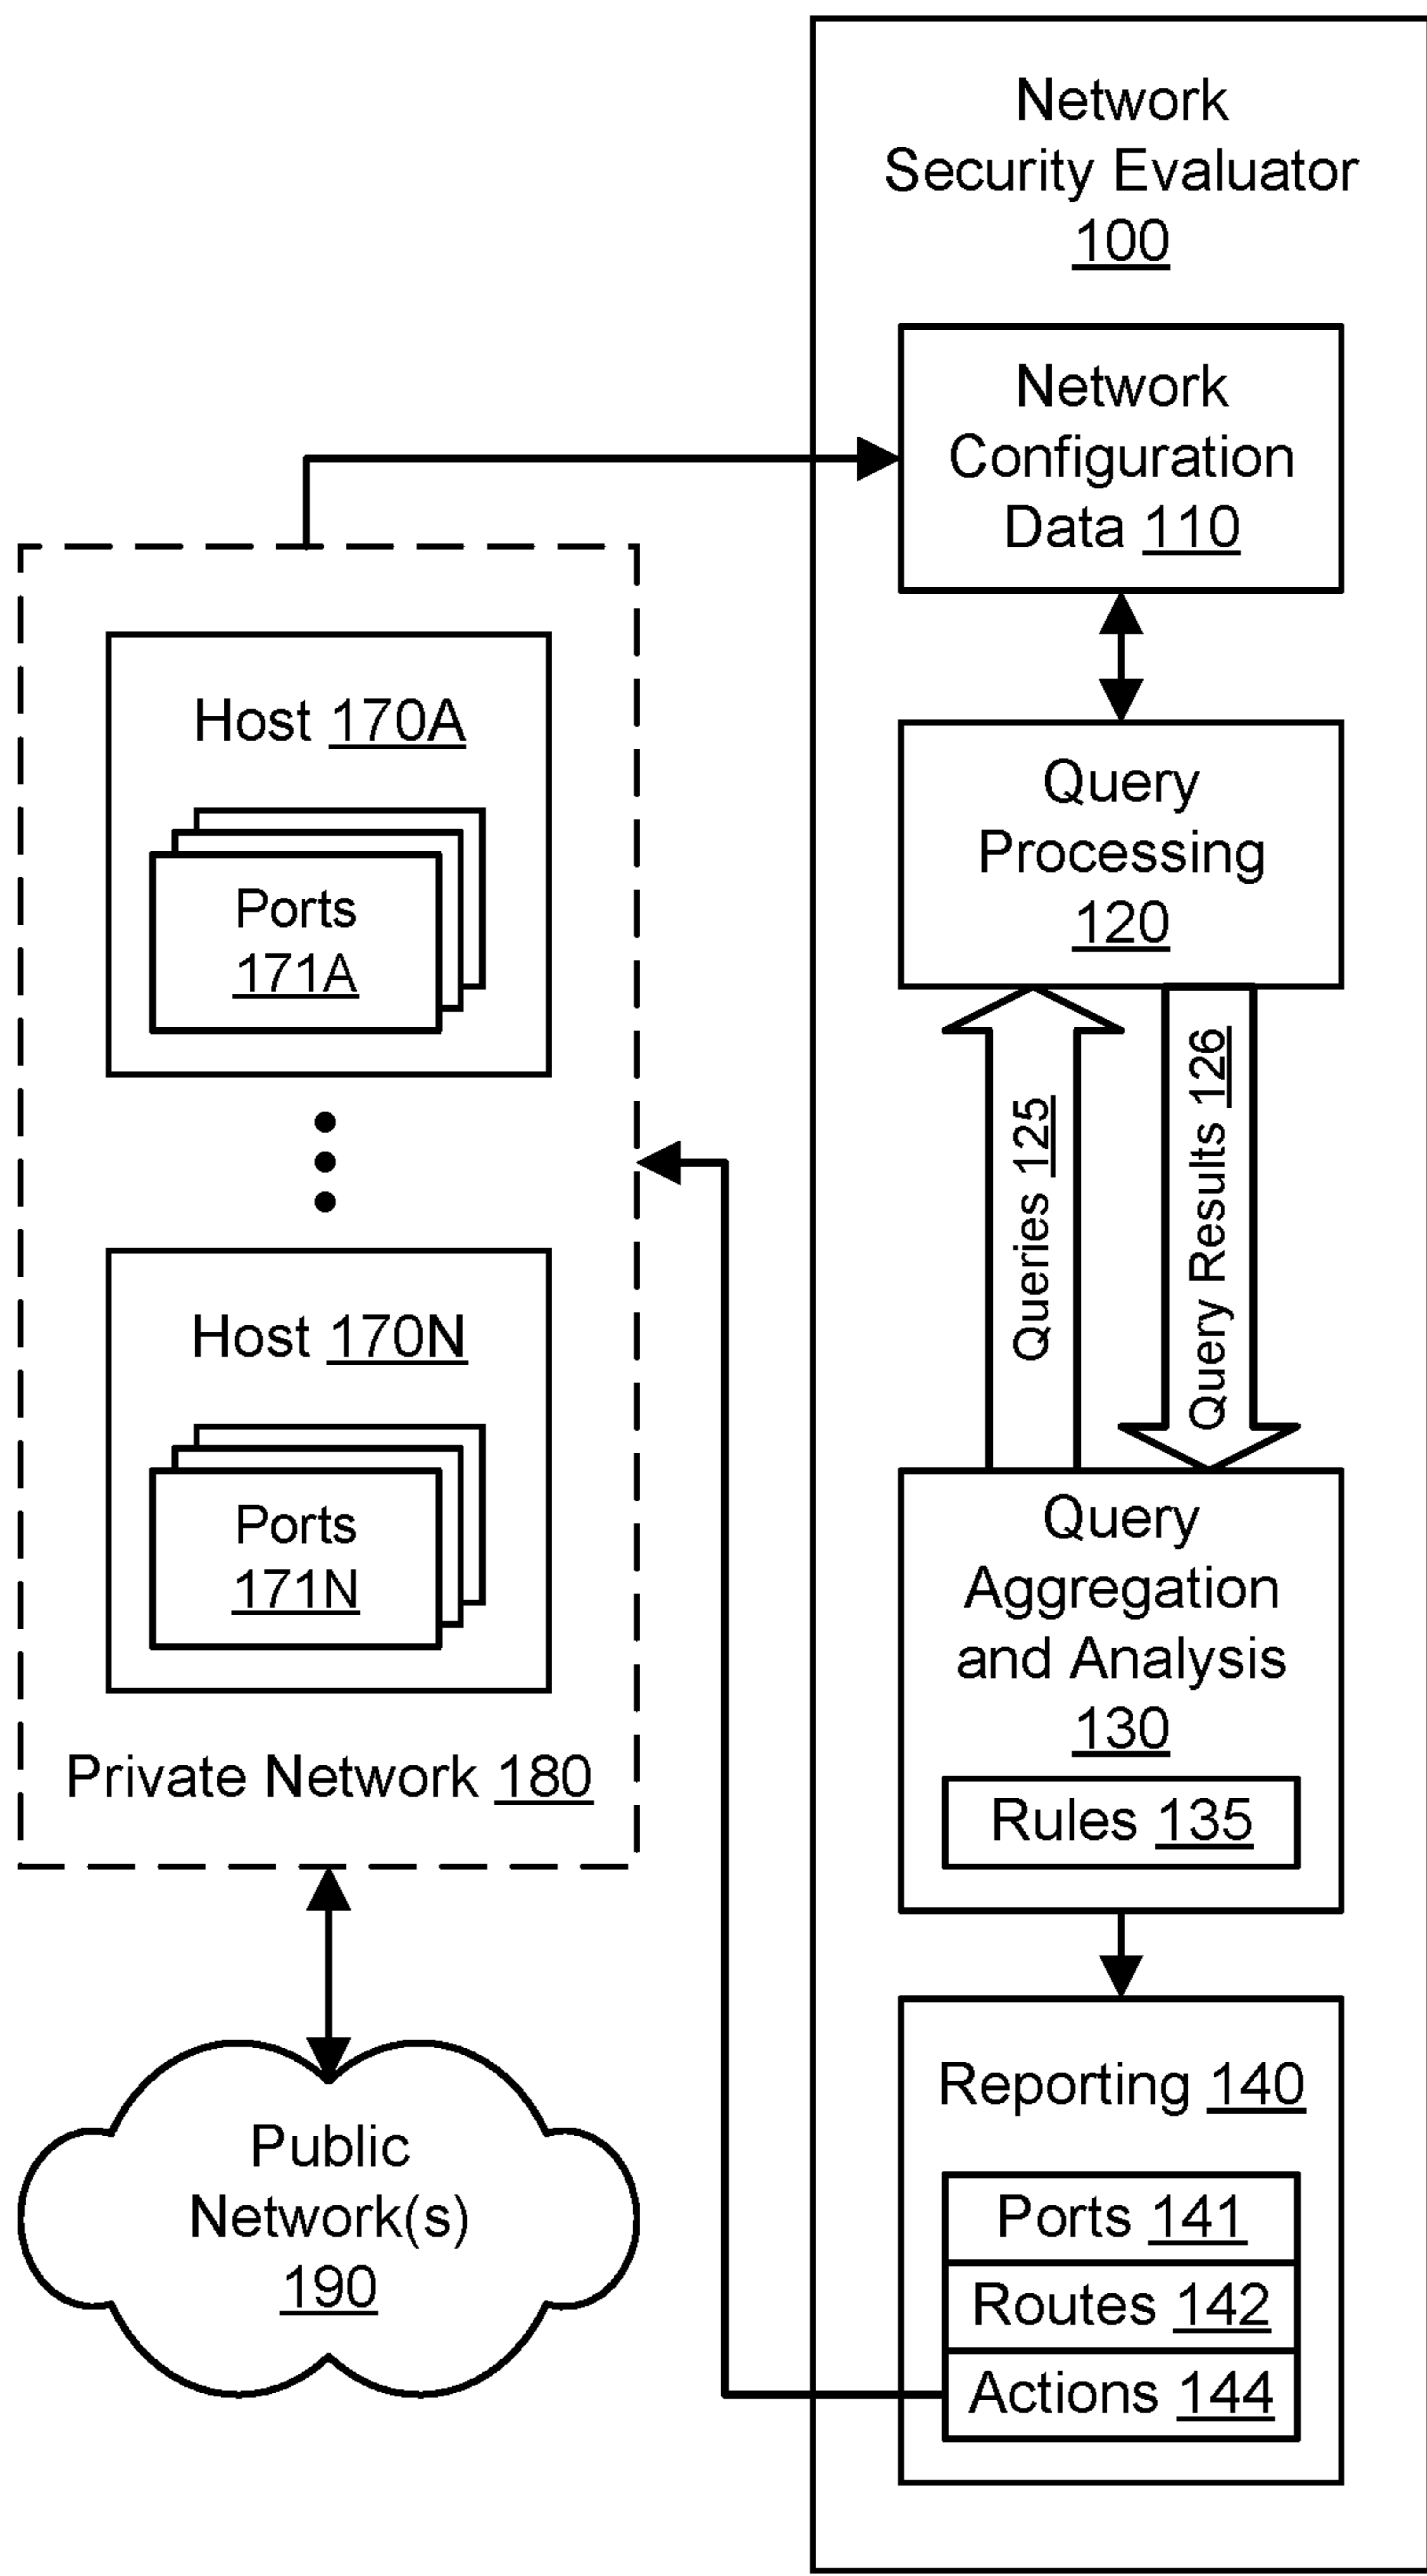 Network
Security Evaluator
100
Network
Configuration
Data 110
Host 170A
Ports
171A
Query
Processing
120
Queries 125
Query Results 126
Host 170N
Ports
171N
Private Network 180
Query
Aggregation
and Analysis
130
Rules 135
Public
Network(s)
190
Reporting 140
Ports 141
Routes 142
Actions 144